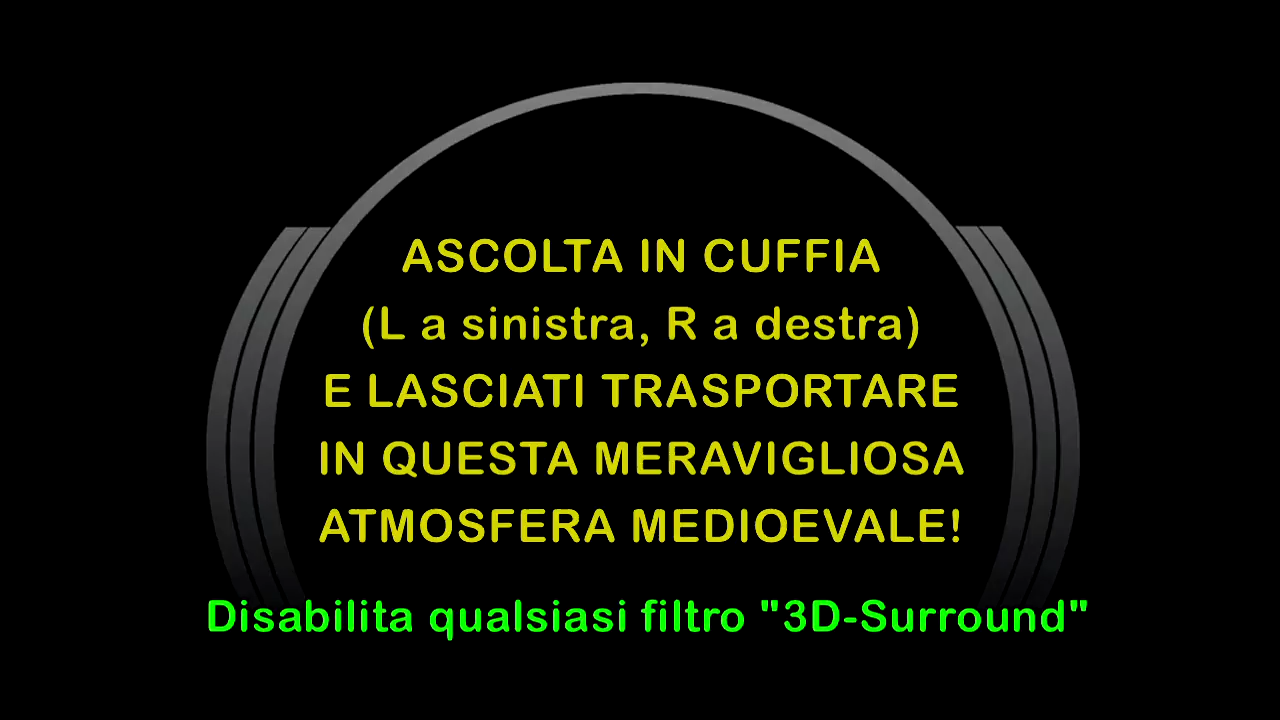 ASCOLTA IN CUFFIA
(L a sinistra, R a destra)
E LASCIATI TRASPORTARE
IN QUESTA MERAVIGLIOSA
ATMOSFERA MEDIOEVALE!
Disabilita qualsiasi filtro "3D-Surround"